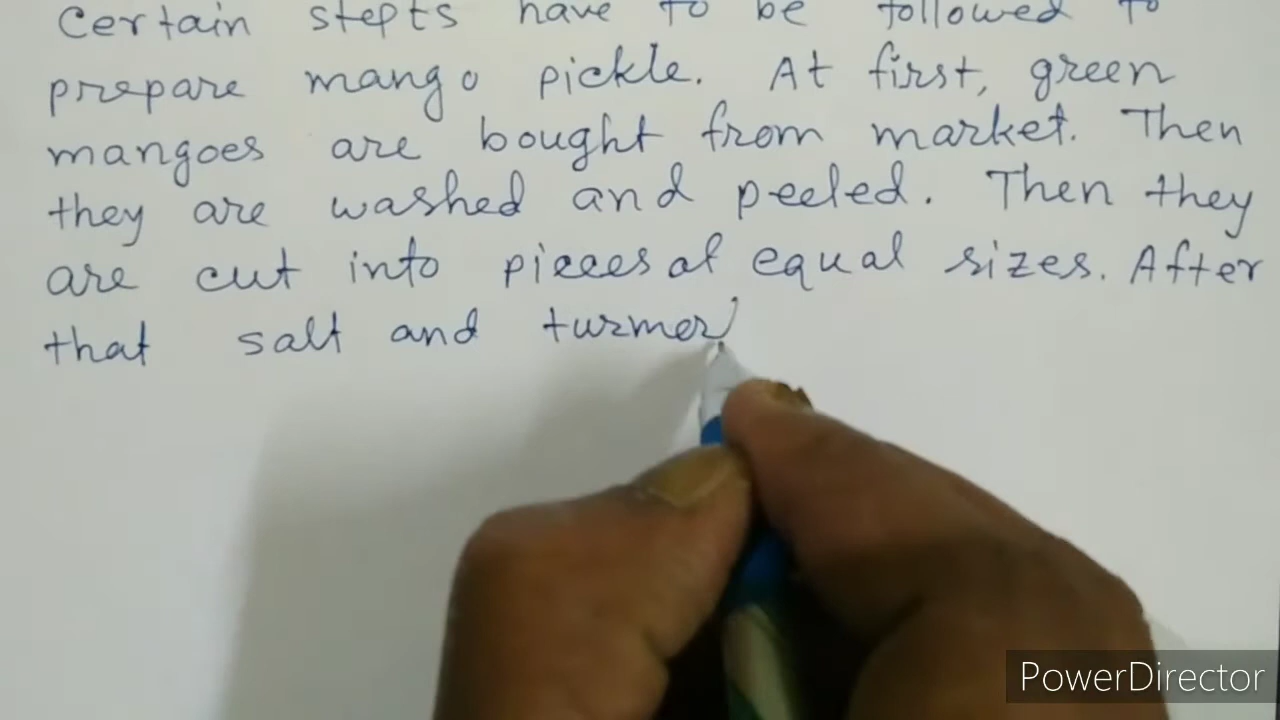 Certain stepts have to be followed to
prepare mango pickle. At first, green
mangoes are bought from market. Then
they are washed and peeled. Then they
are cut into pieces of equal sizes. After
that salt and turmer
PowerDirector